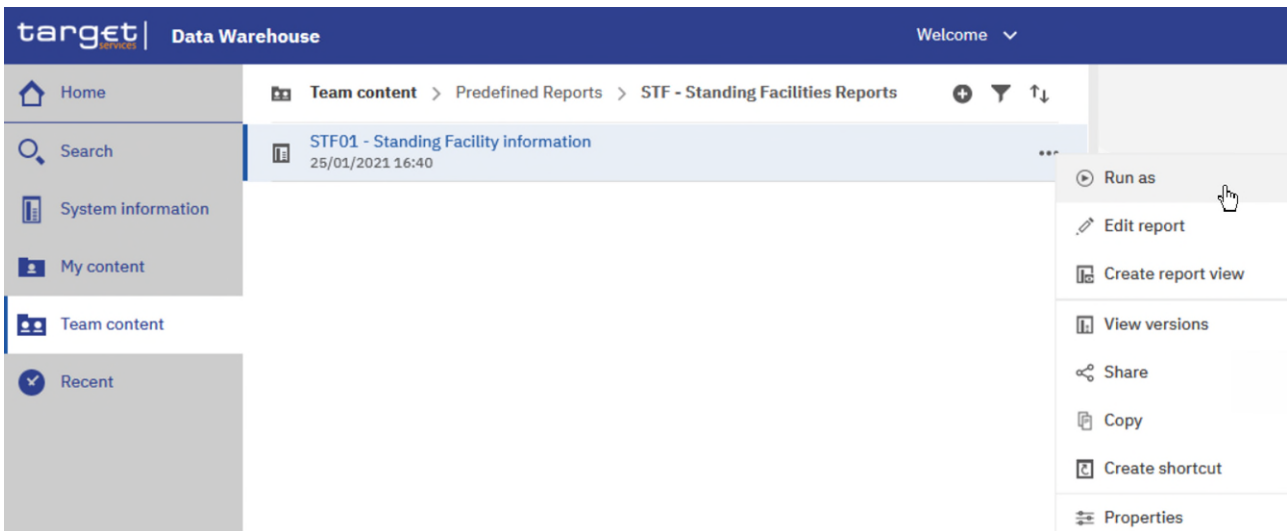 target| Data Warehouse Welcome
services
Home
Search
System information
My content
Team content
Recent
Team content > Predefined Reports > STF - Standing Facilities Reports
STF01 - Standing Facility information
25/01/2021 16:40
Run as
Edit report
Create report view
View versions
Share
Copy
Create shortcut
Properties